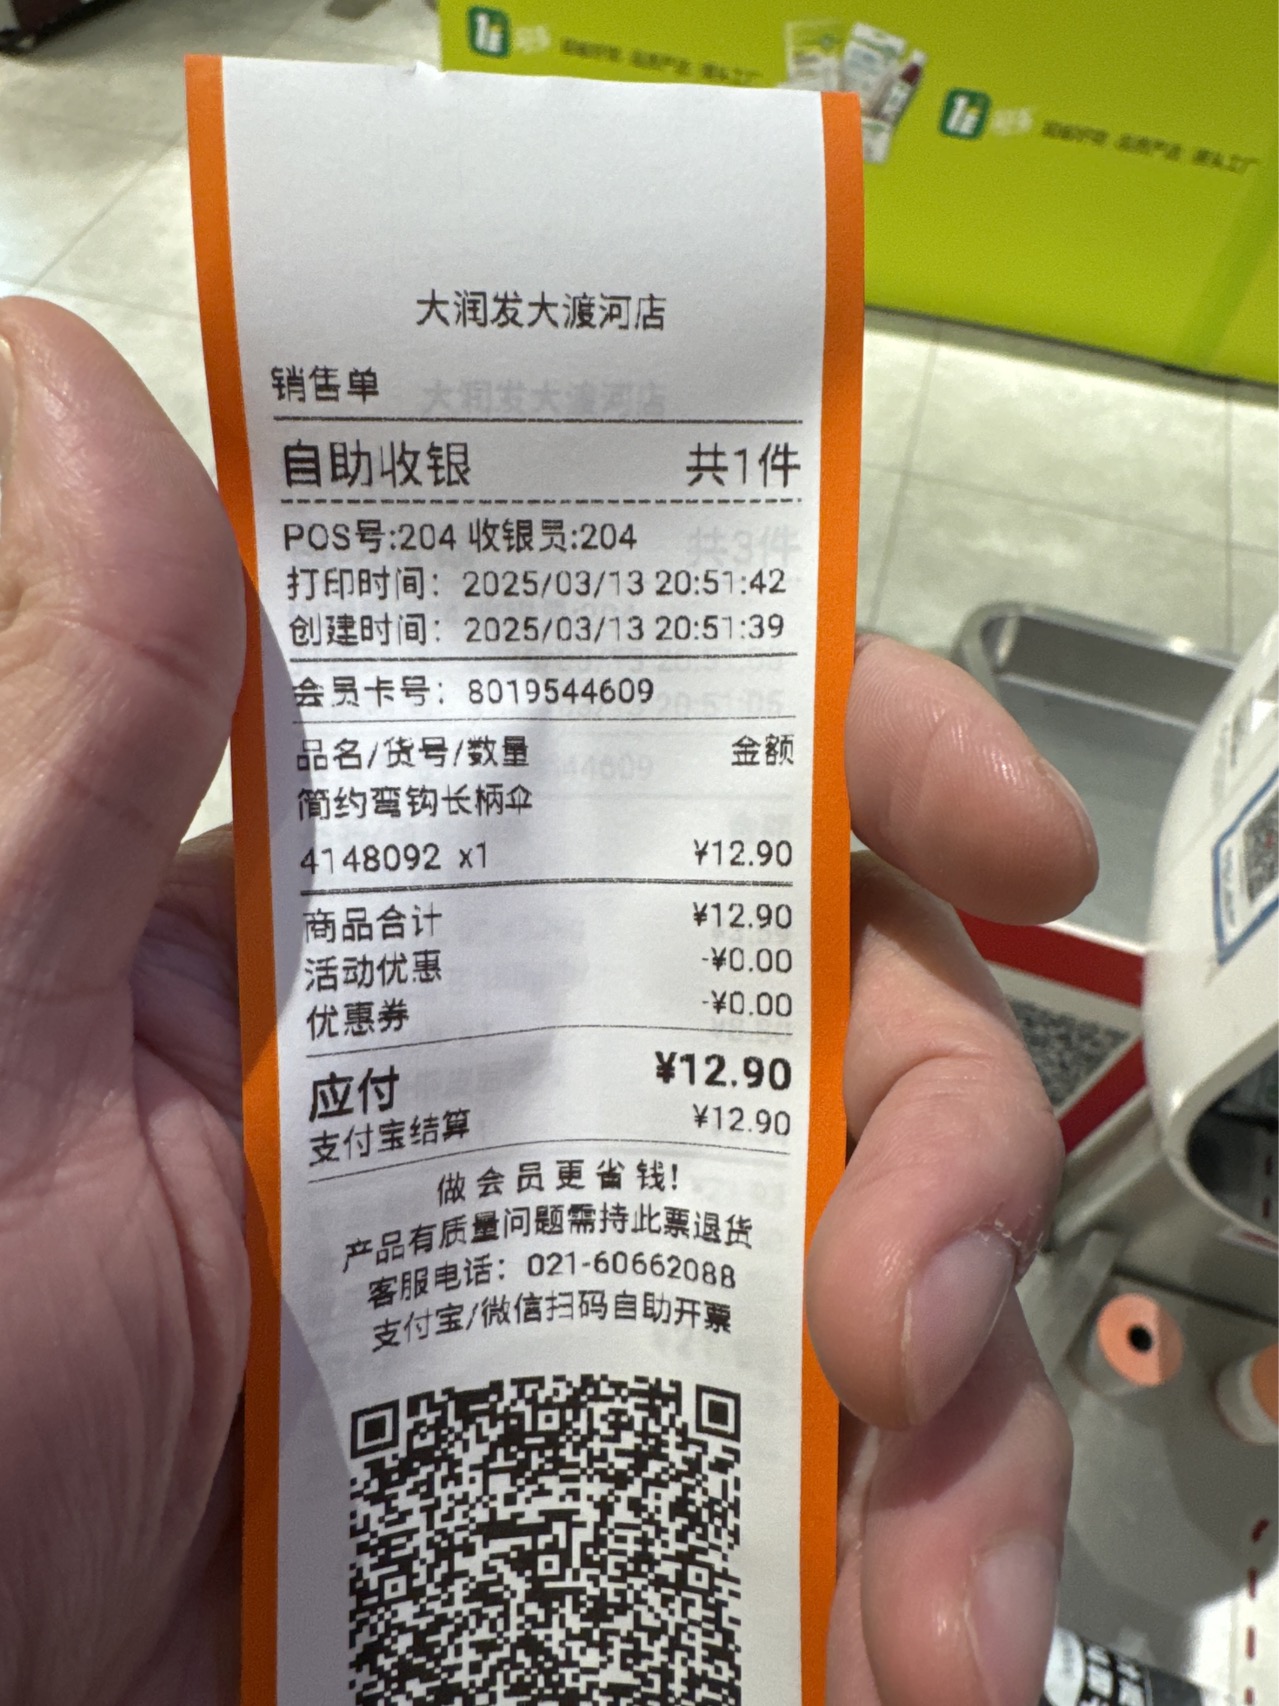 大润发大渡河店
销售单
自助收银 共1件
POS号:204 收银员:204
打印时间：2025/03/13 20:51:42
创建时间：2025/03/13 20:51:39
会员卡号：8019544609
品名/货号/数量 金额
简约弯钩长柄伞
4148092 x1 ¥12.90
商品合计 ¥12.90
活动优惠 -¥0.00
优惠券 -¥0.00
应付 ¥12.90
支付宝结算 ¥12.90
做会员更省钱!
产品有质量问题需持此票退货
客服电话：021-60662088
支付宝/微信扫码自助开票